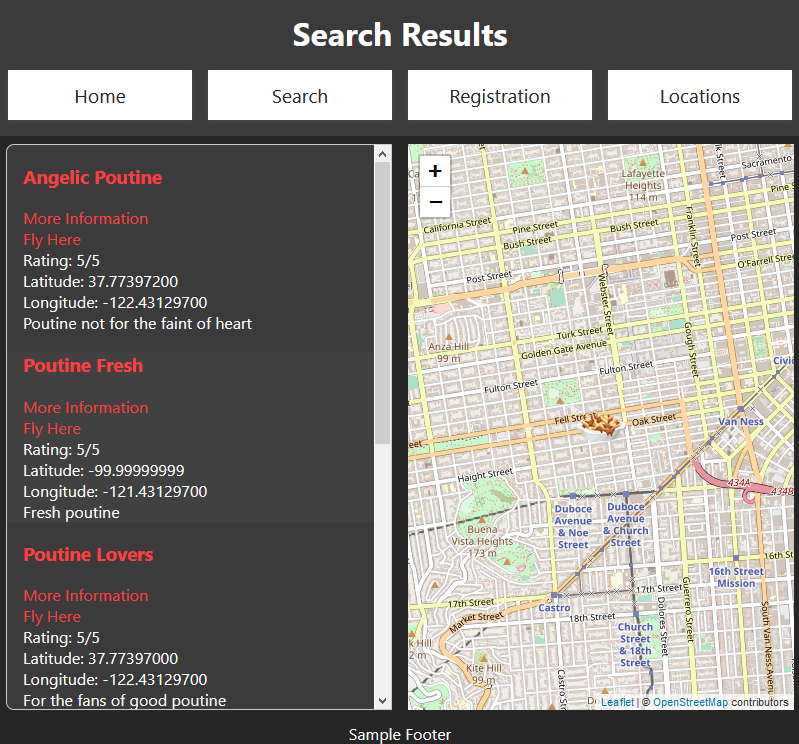 Search Results
Home
Search
Registration
Locations
Angelic Poutine
More Information
Fly Here
Rating: 5/5
Latitude: 37.77397200
Longitude: -122.43129700
Poutine not for the faint of heart
Poutine Fresh
More Information
Fly Here
Rating: 5/5
Latitude: -99.99999999
Longitude: -121.43129700
Fresh poutine
Poutine Lovers
More Information
Fly Here
Rating: 5/5
Latitude: 37.77397000
Longitude: -122.43129700
For the fans of good poutine
+
−
Lafayette
Heights
114 m
Sacramento
California Street
Pine Street
Bush Street
Pine Street
Bush Street
Franklin Street
Post Street
Post Street
O'Farrell Street
Webster Street
Gough Street
Turk Street
Golden Gate Avenue
Anza Hill
99 m
Fulton Street
Fulton Street
Civic
Fell Street
Oak Street
Van Ness
Haight Street
434A
434B
Duboce
Avenue
& Noe
Street
Duboce
Avenue
& Church
Street
Buena
Vista Heights
173 m
16th Street
Mission
17th Street
17th Street
Castro
18th Street
Market Street
Church
Street
& 18th
Street
Dolores Street
Guerrero Street
South Van Ness
Kite Hill
Castro
Leaflet | © OpenStreetMap contributors
Sample Footer